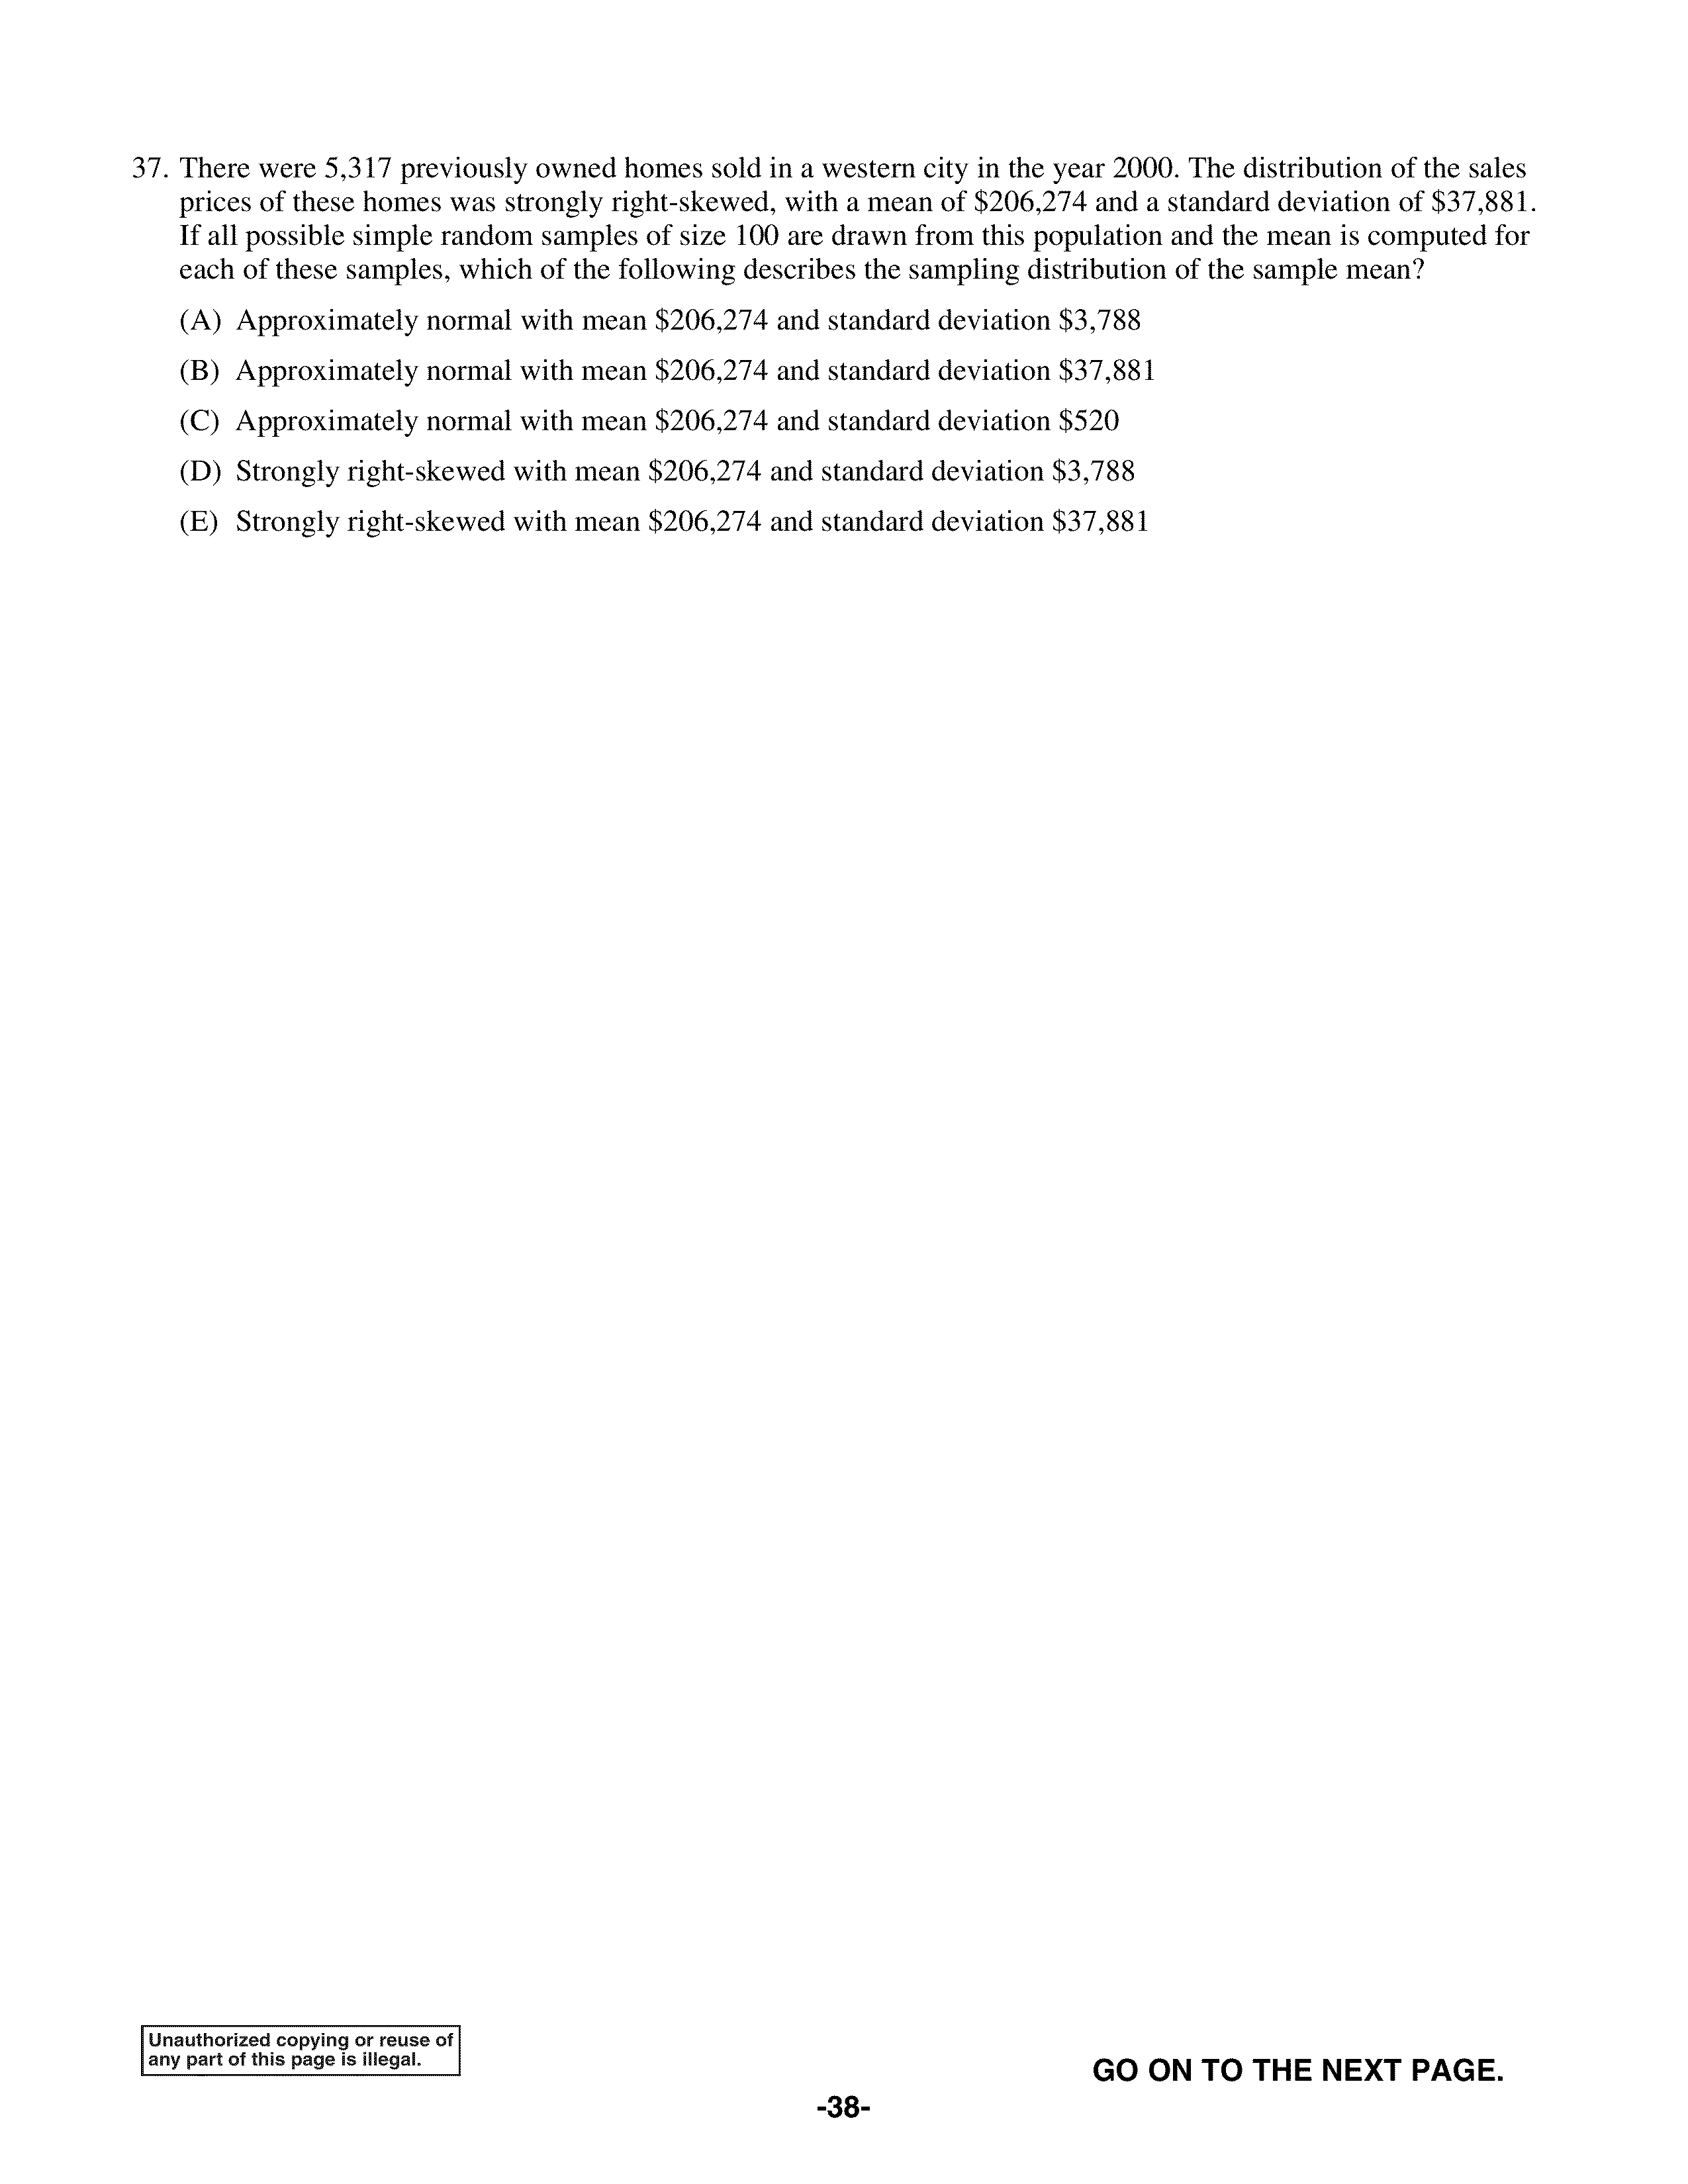 37. There were 5,317 previously owned homes sold in a western city in the year 2000. The distribution of the sales
prices of these homes was strongly right-skewed, with a mean of $206,274 and a standard deviation of $37,881.
If all possible simple random samples of size 100 are drawn from this population and the mean is computed for
each of these samples, which of the following describes the sampling distribution of the sample mean?
(A) Approximately normal with mean $206,274 and standard deviation $3,788
(B) Approximately normal with mean $206,274 and standard deviation $37,881
(C) Approximately normal with mean $206,274 and standard deviation $520
(D) Strongly right-skewed with mean $206,274 and standard deviation $3,788
(E) Strongly right-skewed with mean $206,274 and standard deviation $37,881
Unauthorized copying or reuse of
any part of this page is illegal.
GO ON TO THE NEXT PAGE.
-38-